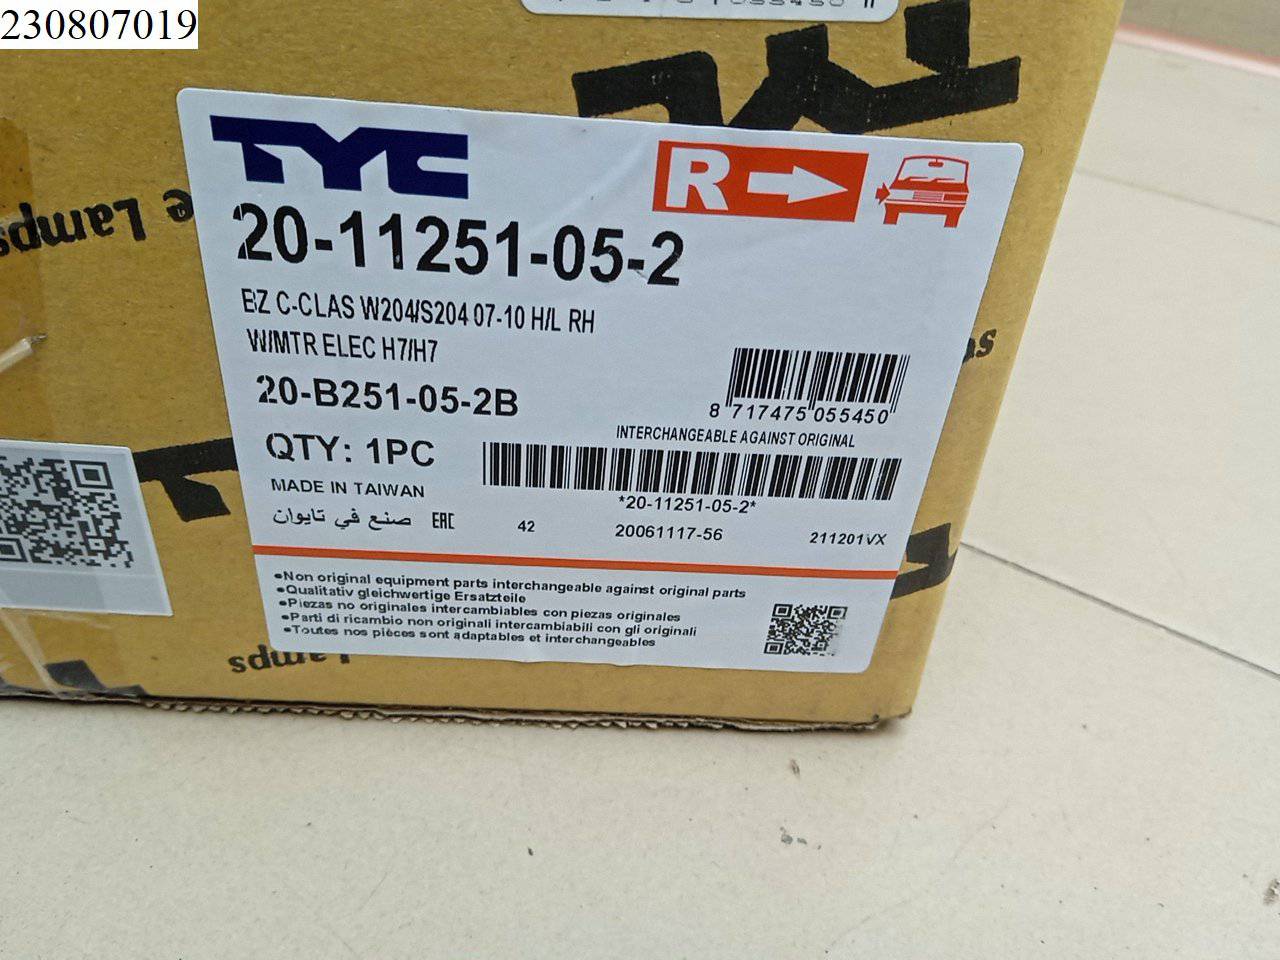 230807019
TYC
R
20-11251-05-2
BZ C-CLAS W204/S204 07-10 H/L RH
W/MTR ELEC H7/H7
20-B251-05-2B
8 717475 055450
INTERCHANGEABLE AGAINST ORIGINAL
QTY: 1PC
*20-11251-05-2*
MADE IN TAIWAN
صنع في تايوان EAC
42 20061117-56 211201VX
•Non original equipment parts interchangeable against original parts
•Qualitativ gleichwertige Ersatzteile
•Piezas no originales intercambiables con piezas originales
•Parti di ricambio non originali intercambiabili con gli originali
•Toutes nos pièces sont adaptables et interchangeables
e Lamps
Lamps